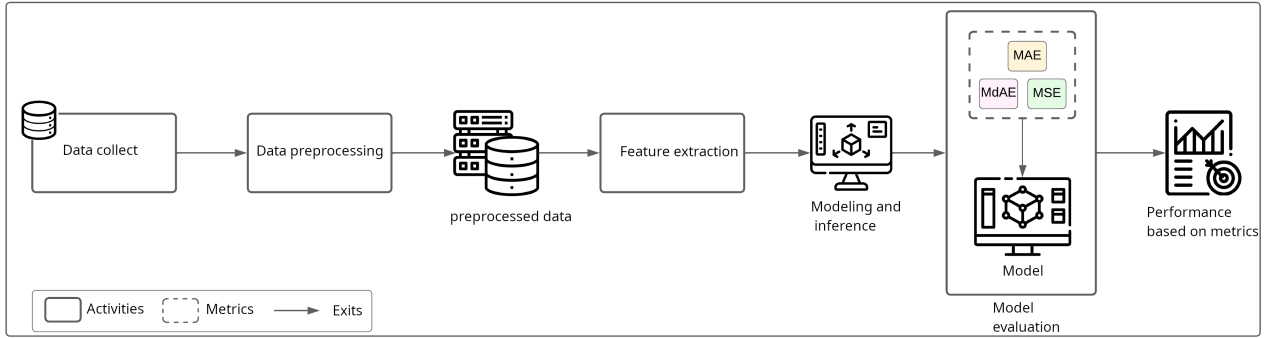 MAE
MdAE
MSE
Data collect
Data preprocessing
preprocessed data
Feature extraction
Modeling and
inference
Model
Model
evaluation
Performance
based on metrics
Activities
Metrics
Exits